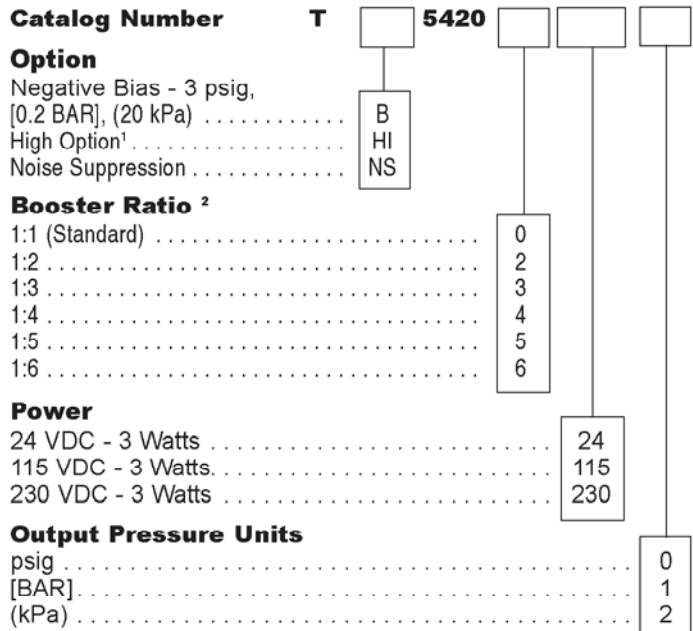 Catalog Number T 5420
Option
Negative Bias - 3 psig,
[0.2 BAR], (20 kPa) . . . . . . . . . . . . B
High Option¹ . . . . . . . . . . . . . . . . . . HI
Noise Suppression . . . . . . . . . . . . . NS
Booster Ratio ²
1:1 (Standard) . . . . . . . . . . . . . . . . . . . . . . . . . . . . 0
1:2 . . . . . . . . . . . . . . . . . . . . . . . . . . . . . . . . . . . . 2
1:3 . . . . . . . . . . . . . . . . . . . . . . . . . . . . . . . . . . . . 3
1:4 . . . . . . . . . . . . . . . . . . . . . . . . . . . . . . . . . . . . 4
1:5 . . . . . . . . . . . . . . . . . . . . . . . . . . . . . . . . . . . . 5
1:6 . . . . . . . . . . . . . . . . . . . . . . . . . . . . . . . . . . . . 6
Power
24 VDC - 3 Watts . . . . . . . . . . . . . . . . . . . . . . . . . . . . 24
115 VDC - 3 Watts. . . . . . . . . . . . . . . . . . . . . . . . . . . 115
230 VDC - 3 Watts . . . . . . . . . . . . . . . . . . . . . . . . . . . 230
Output Pressure Units
psig . . . . . . . . . . . . . . . . . . . . . . . . . . . . . . . . . . . . . . . . . 0
[BAR] . . . . . . . . . . . . . . . . . . . . . . . . . . . . . . . . . . . . . . . . 1
(kPa) . . . . . . . . . . . . . . . . . . . . . . . . . . . . . . . . . . . . . . . . 2